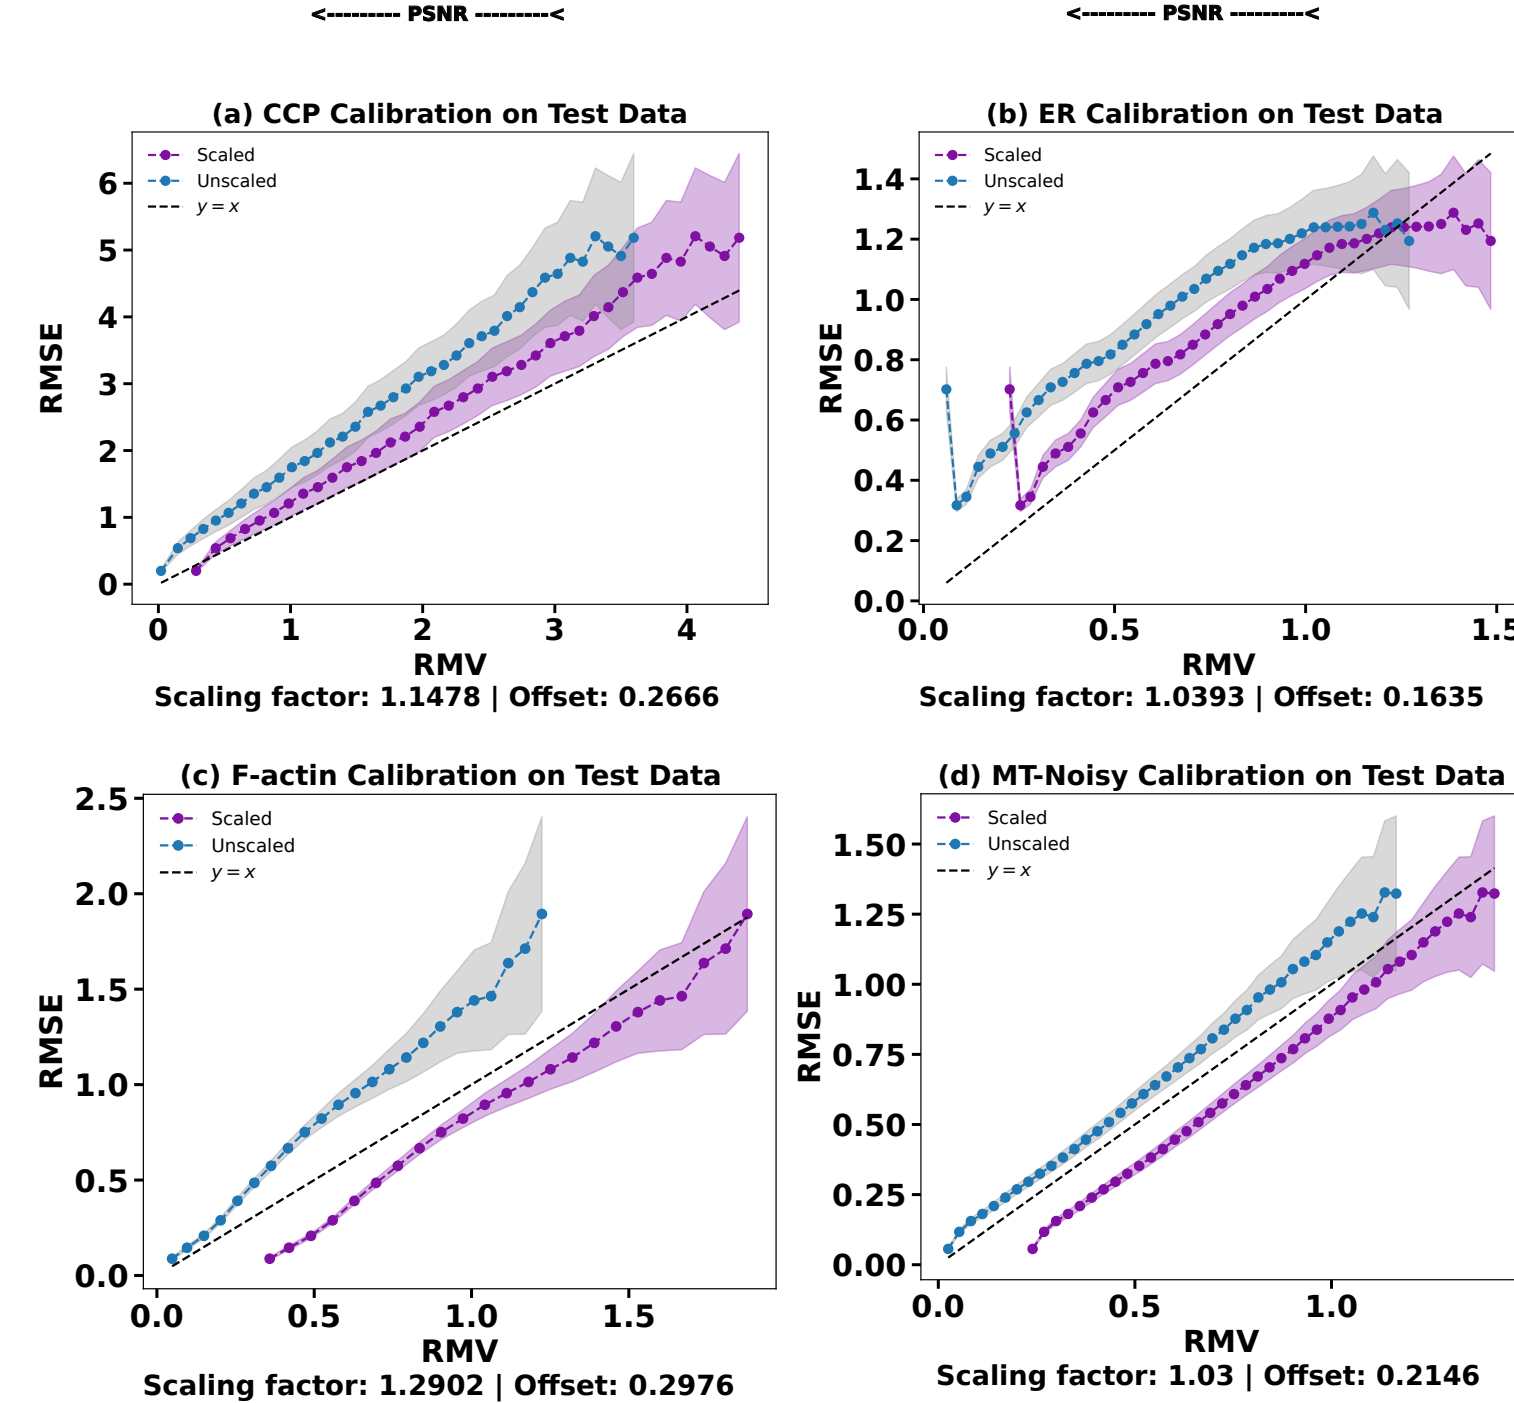 <--------- PSNR ---------<
<--------- PSNR ---------<
(a) CCP Calibration on Test Data
Scaled
Unscaled
y = x
RMSE
6
5
4
3
2
1
0
0 1 2 3 4
RMV
Scaling factor: 1.1478 | Offset: 0.2666
(b) ER Calibration on Test Data
Scaled
Unscaled
y = x
RMSE
1.4
1.2
1.0
0.8
0.6
0.4
0.2
0.0
0.0 0.5 1.0 1.5
RMV
Scaling factor: 1.0393 | Offset: 0.1635
(c) F-actin Calibration on Test Data
Scaled
Unscaled
y = x
RMSE
2.5
2.0
1.5
1.0
0.5
0.0
0.0 0.5 1.0 1.5
RMV
Scaling factor: 1.2902 | Offset: 0.2976
(d) MT-Noisy Calibration on Test Data
Scaled
Unscaled
y = x
RMSE
1.50
1.25
1.00
0.75
0.50
0.25
0.00
0.0 0.5 1.0
RMV
Scaling factor: 1.03 | Offset: 0.2146